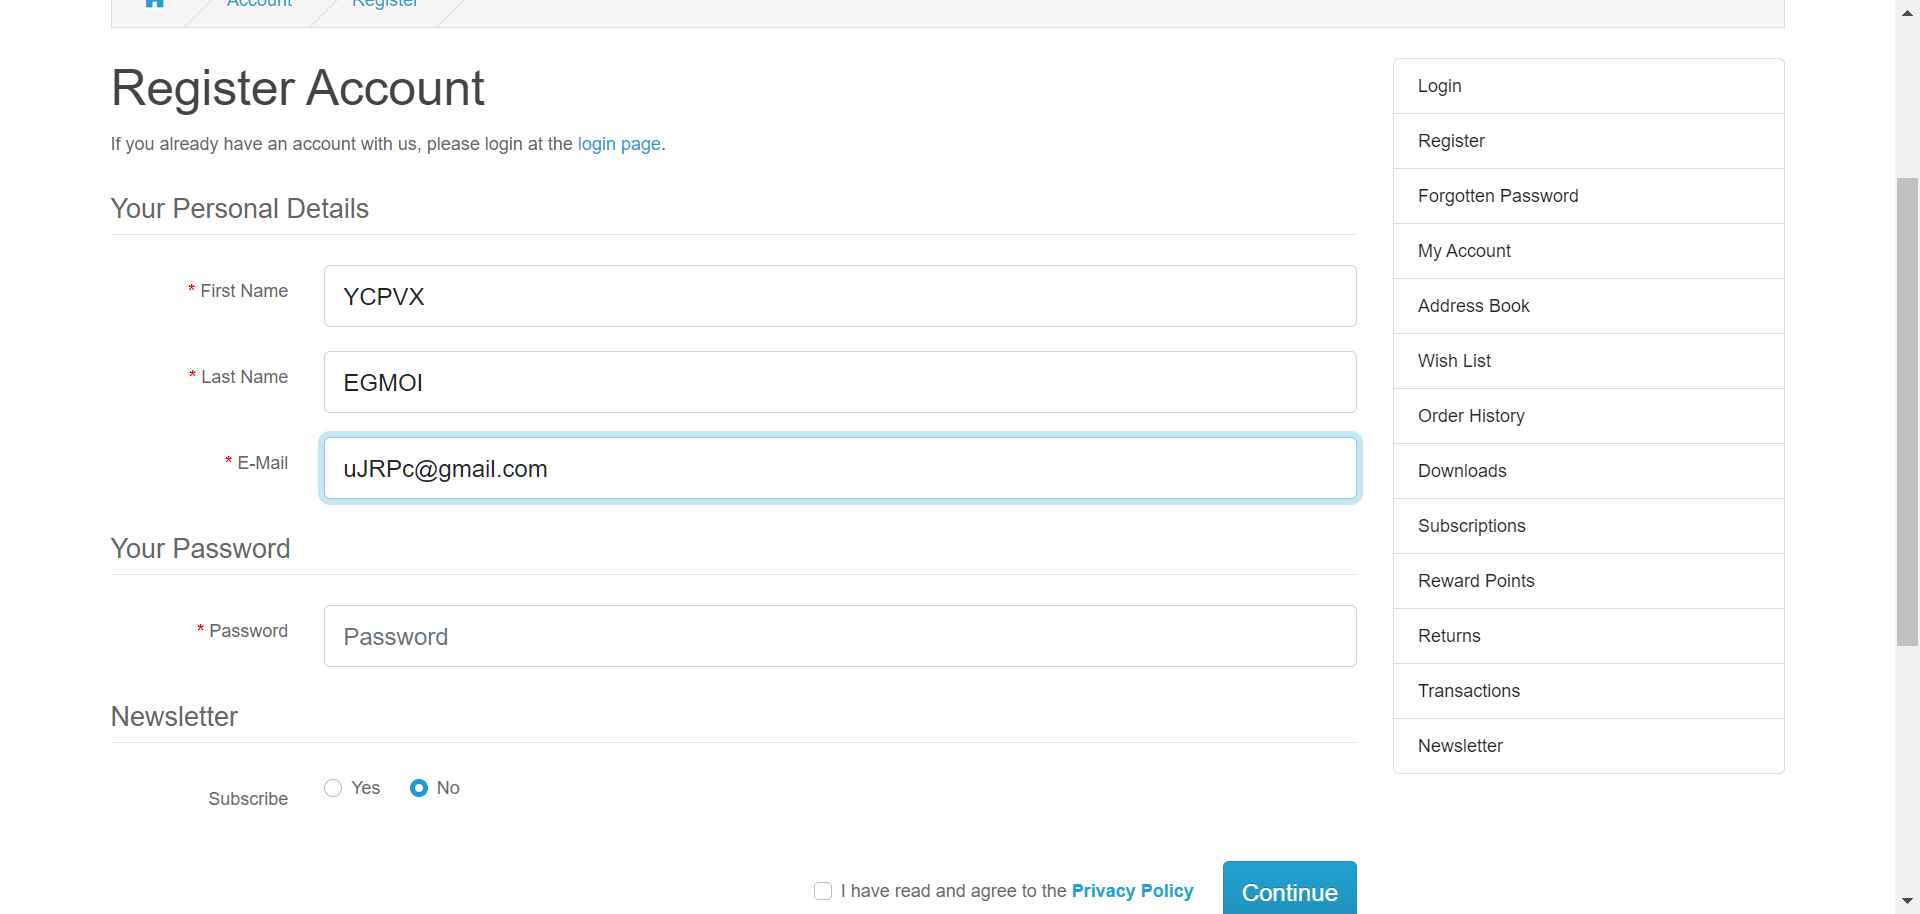 Account Register
Register Account
If you already have an account with us, please login at the login page.
Your Personal Details
* First Name YCPVX
* Last Name EGMOI
* E-Mail uJRPc@gmail.com
Your Password
* Password Password
Newsletter
Subscribe Yes No
I have read and agree to the Privacy Policy Continue
Login
Register
Forgotten Password
My Account
Address Book
Wish List
Order History
Downloads
Subscriptions
Reward Points
Returns
Transactions
Newsletter